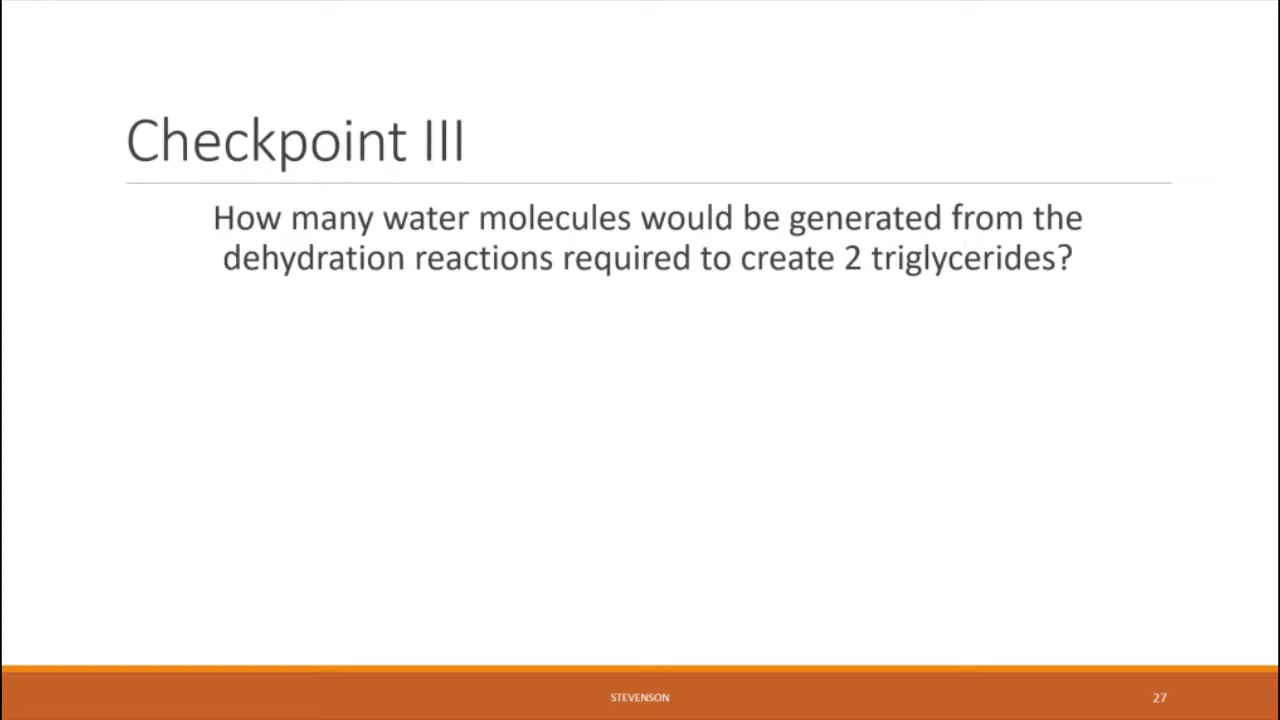 Checkpoint III
How many water molecules would be generated from the
dehydration reactions required to create 2 triglycerides?
STEVENSON
27